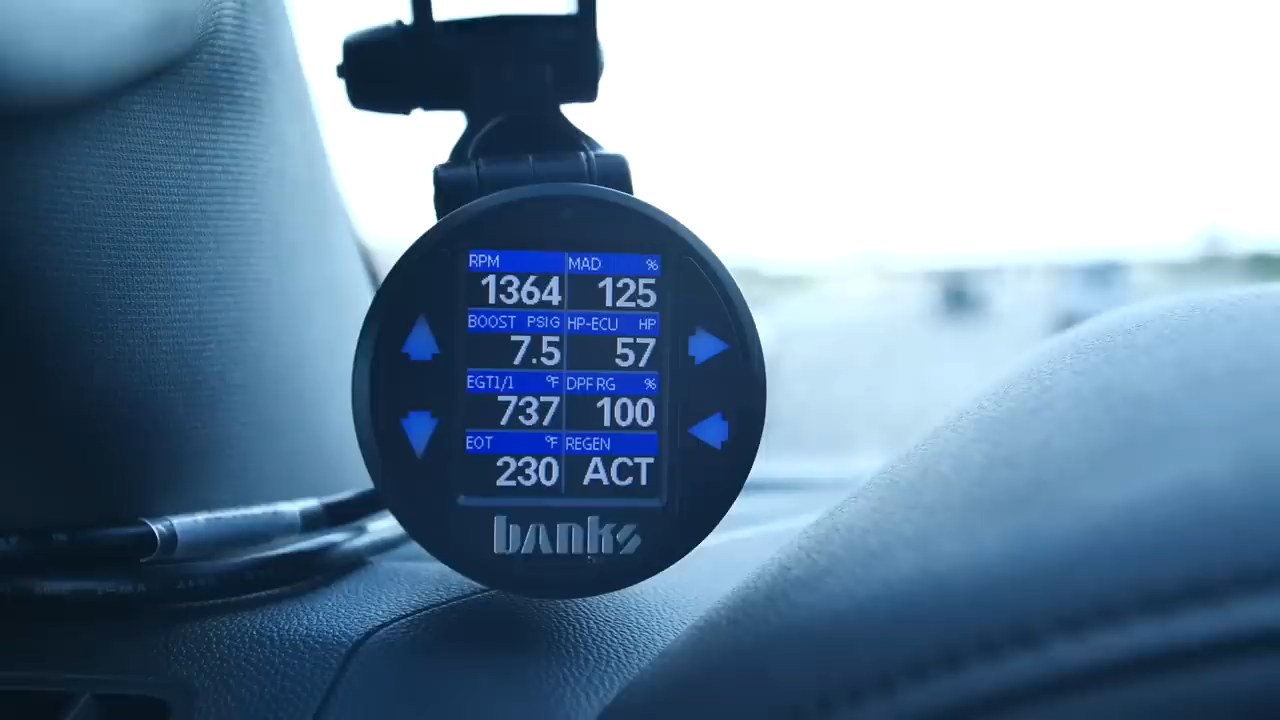 RPM MAD %
1364 125
BOOST PSIG HP-ECU HP
7.5 57
EGT1/1 °F DPF RG %
737 100
EOT °F REGEN
230 ACT
banks